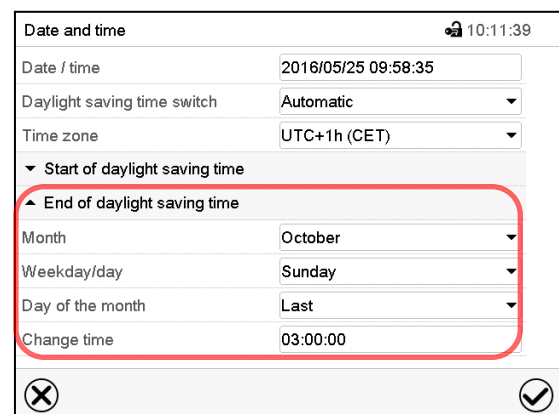 Date and time 10:11:39
Date / time 2016/05/25 09:58:35
Daylight saving time switch Automatic
Time zone UTC+1h (CET)
Start of daylight saving time
End of daylight saving time
Month October
Weekday/day Sunday
Day of the month Last
Change time 03:00:00